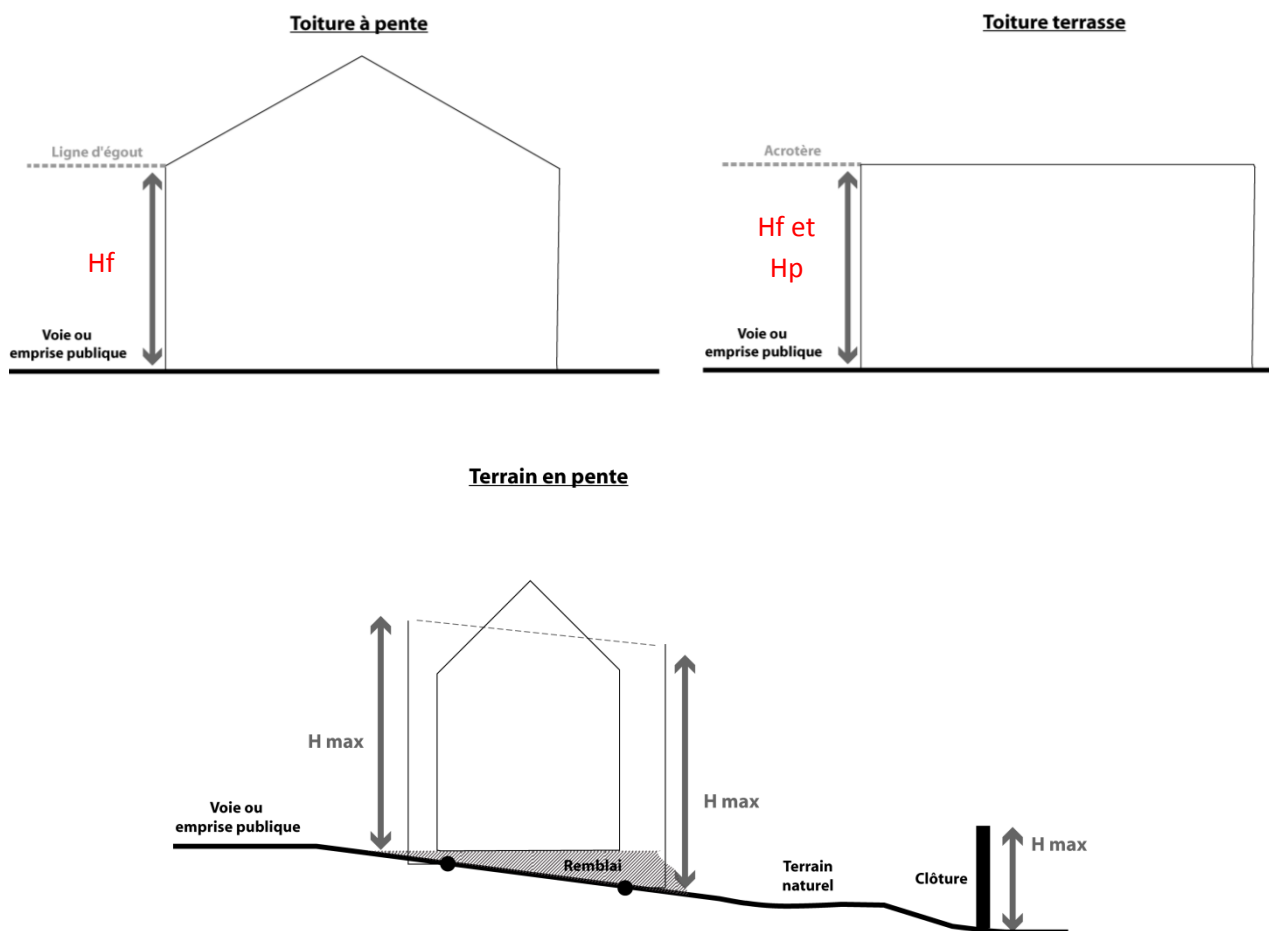 Toiture à pente
Ligne d'égout
Hf
Voie ou
emprise publique
Toiture terrasse
Acrotère
Hf et
Hp
Voie ou
emprise publique
Terrain en pente
H max
H max
Voie ou
emprise publique
Remblai
Terrain
naturel
Clôture
H max